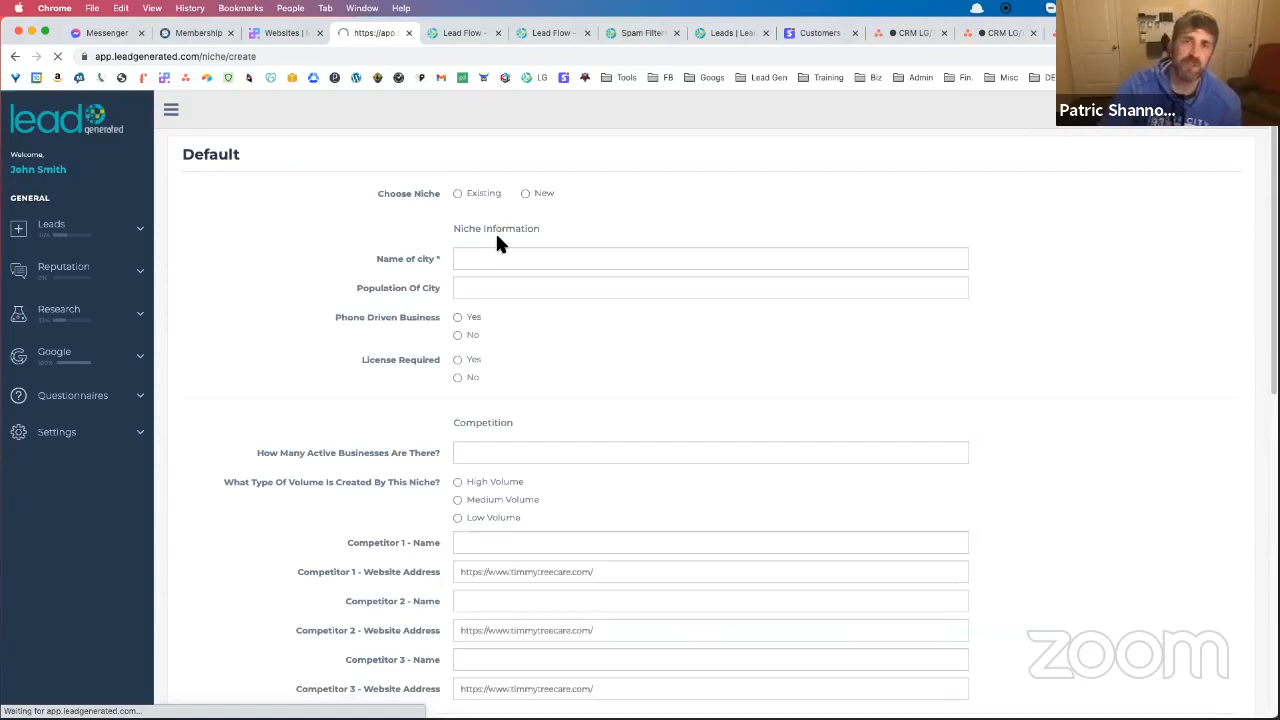 Chrome File Edit View History Bookmarks People Tab Window Help
Messenger
Membership
Websites |
https://app.l
Lead Flow -
Lead Flow -
Spam Filter
Leads | Lea
Customers
CRM LG/
CRM LG/
app.leadgenerated.com/niche/create
LG
Tools
FB
Googs
Lead Gen
Training
Biz
Admin
Fin.
Misc
DE
Patric Shanno...
lead generated
Welcome,
John Smith
GENERAL
Leads
Reputation
0%
Research
Google
100%
Questionnaires
Settings
Default
Choose Niche Existing New
Niche Information
Name of city *
Population Of City
Phone Driven Business Yes
No
License Required Yes
No
Competition
How Many Active Businesses Are There?
What Type Of Volume Is Created By This Niche? High Volume
Medium Volume
Low Volume
Competitor 1 - Name
Competitor 1 - Website Address https://www.timmytreecare.com/
Competitor 2 - Name
Competitor 2 - Website Address https://www.timmytreecare.com/
Competitor 3 - Name
Competitor 3 - Website Address https://www.timmytreecare.com/
zoom
Waiting for app.leadgenerated.com...